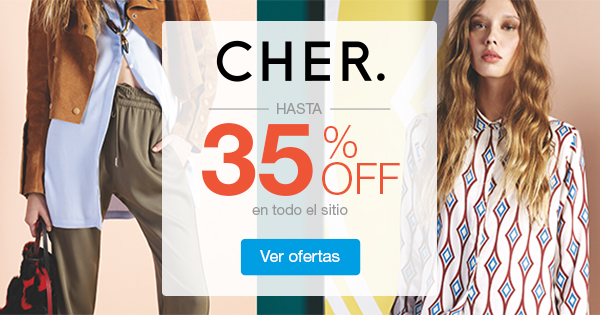 CHER.
HASTA
35% OFF
en todo el sitio
Ver ofertas